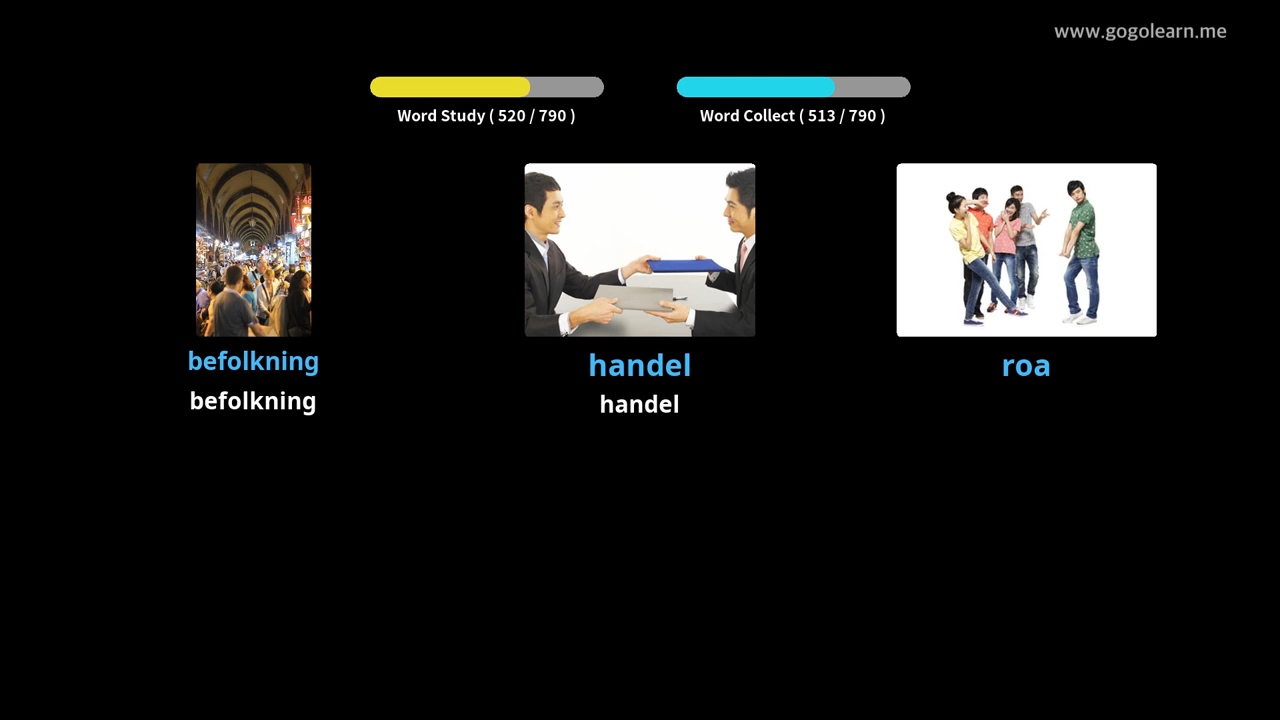 www.gogolearn.me
Word Study ( 520 / 790 )
Word Collect ( 513 / 790 )
befolkning
handel
roa
befolkning
handel